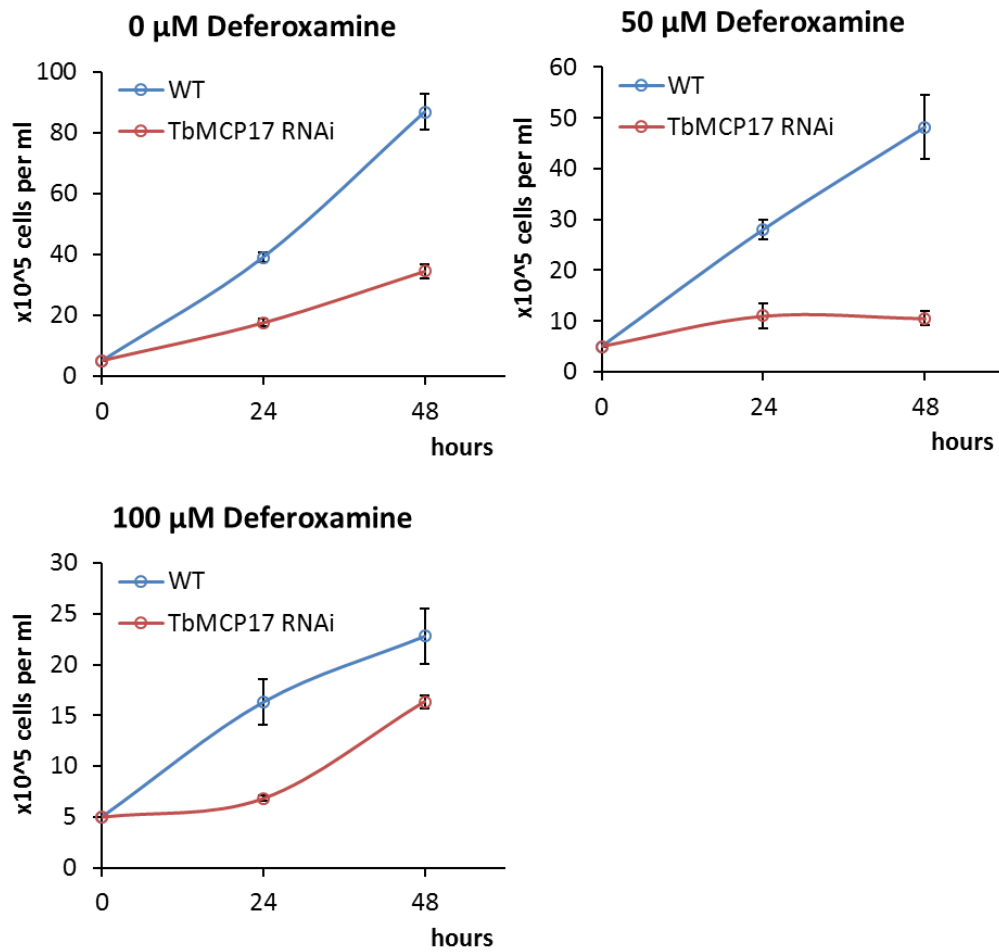 0 µM Deferoxamine
x10^5 cells per ml
100
80
60
40
20
0
WT
TbMCP17 RNAi
0
24
48
hours
50 µM Deferoxamine
x10^5 cells per ml
60
50
40
30
20
10
0
WT
TbMCP17 RNAi
0
24
48
hours
100 µM Deferoxamine
x10^5 cells per ml
30
25
20
15
10
5
0
WT
TbMCP17 RNAi
0
24
48
hours